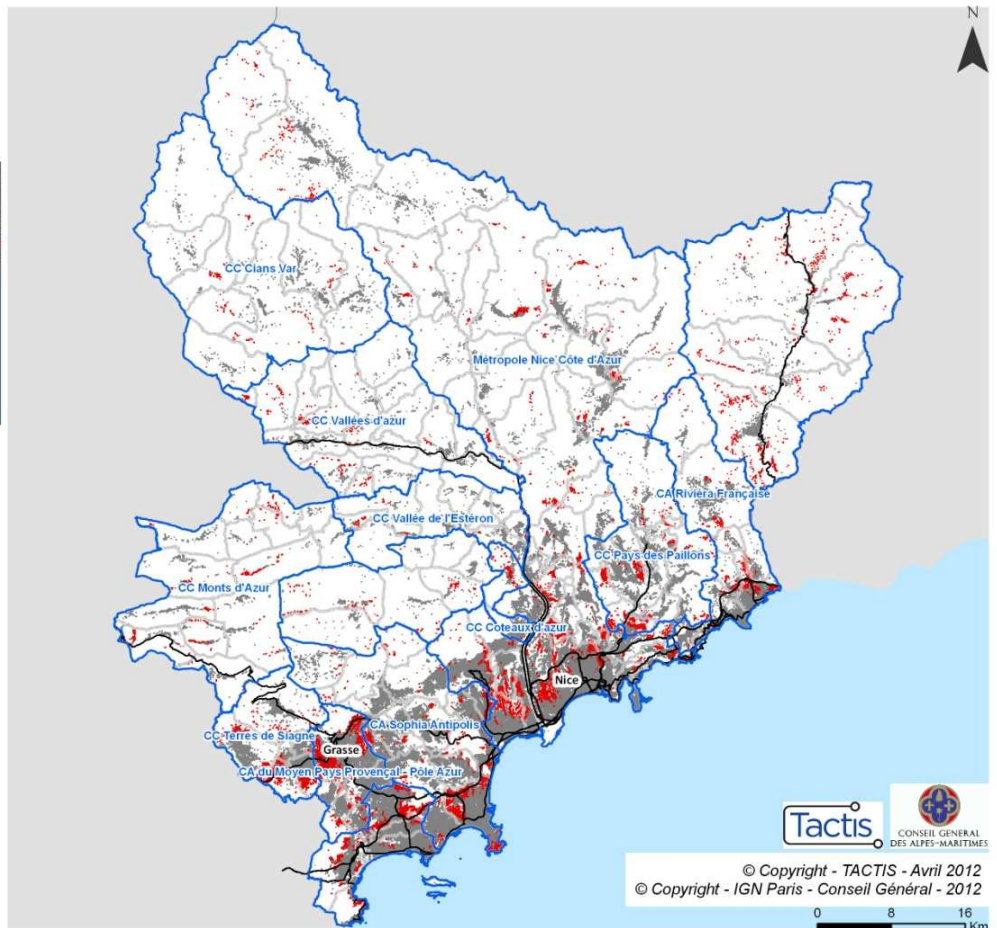 N
CC Cians Var
Métropole Nice Côte d'Azur
CC Vallées d'azur
CA Riviéra Française
CC Vallée de l'Estéron
CC Pays des Paillons
CC Monts d'Azur
CC Coteaux d'azur
Nice
CA Sophia Antipolis
CC Terres de Siagne
Grasse
CA du Moyen Pays Provençal - Pôle Azur
Tactis
CONSEIL GENERAL
DES ALPES-MARITIMES
© Copyright - TACTIS - Avril 2012
© Copyright - IGN Paris - Conseil Général - 2012
0 8 16
Km